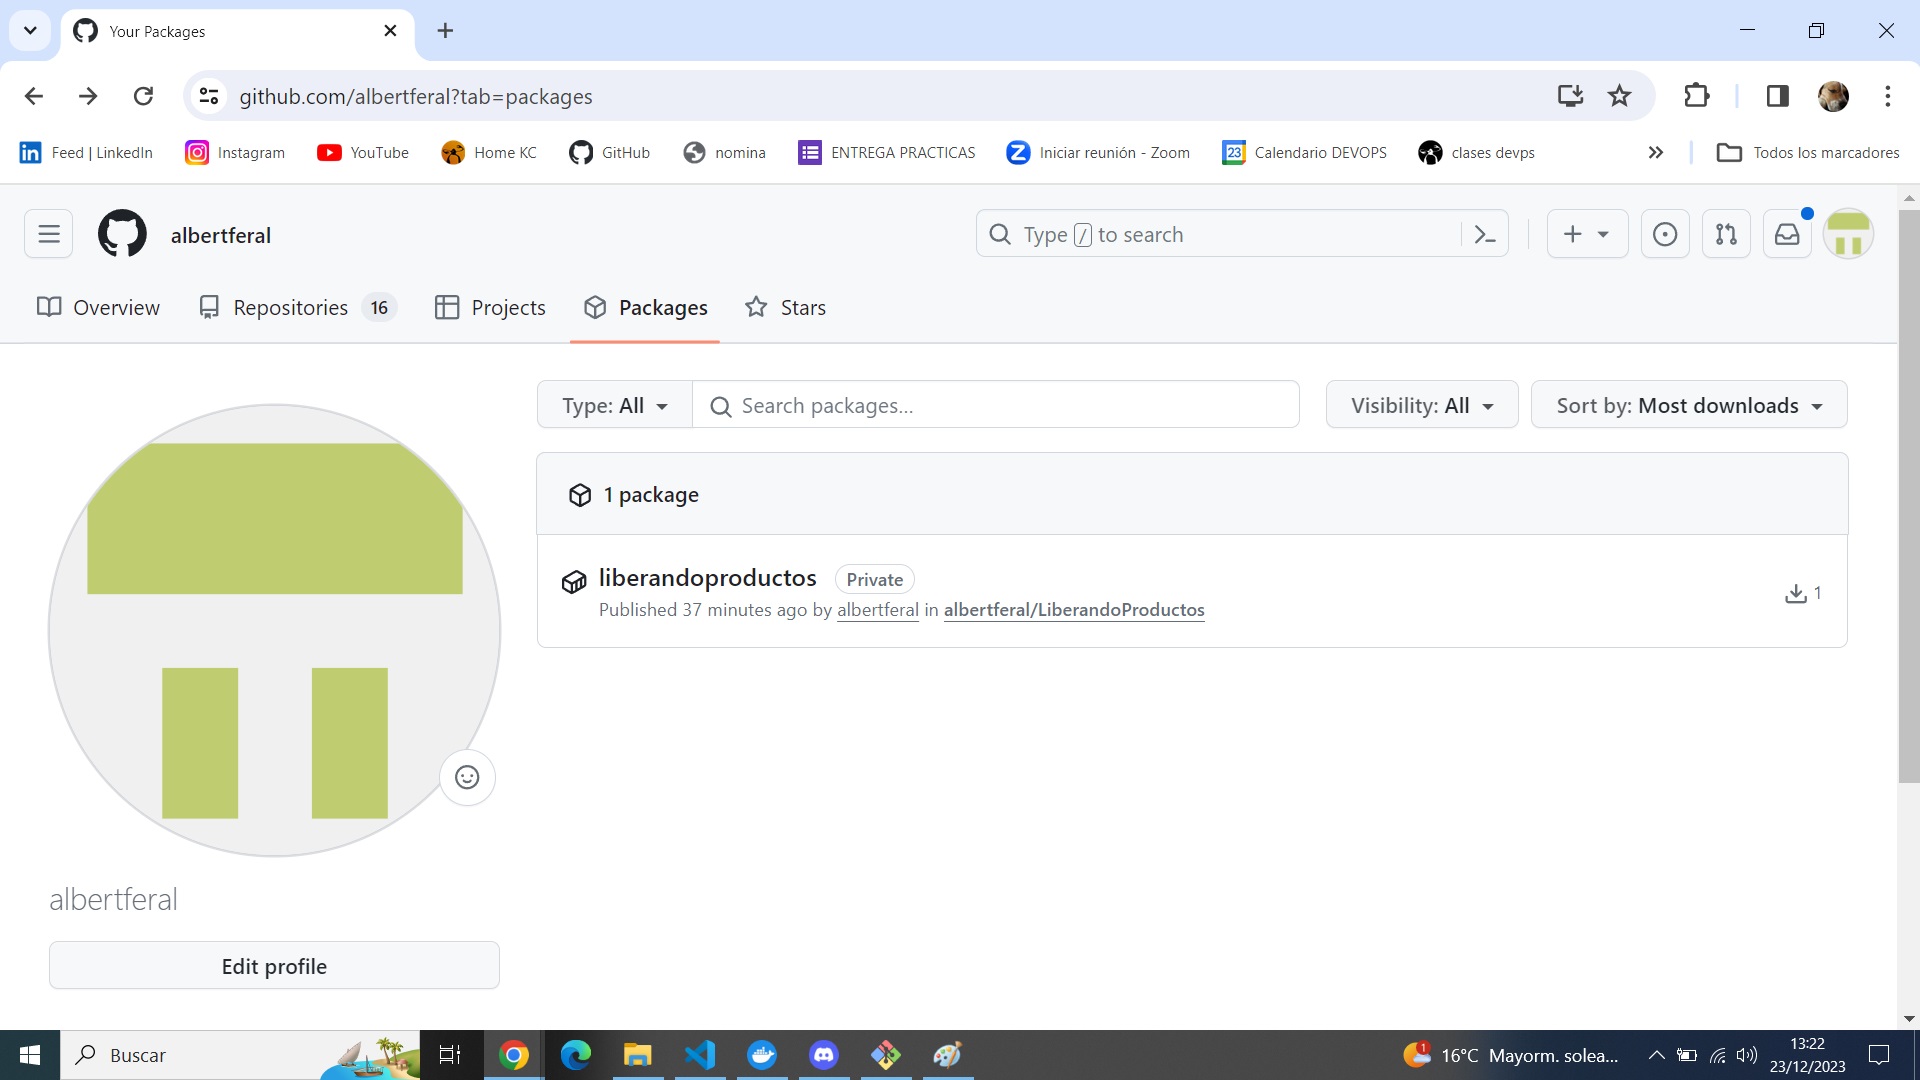 Your Packages
github.com/albertferal?tab=packages
Feed | LinkedIn
Instagram
YouTube
Home KC
GitHub
nomina
ENTREGA PRACTICAS
Iniciar reunión - Zoom
23
Calendario DEVOPS
clases devps
Todos los marcadores
albertferal
Type / to search
Overview
Repositories 16
Projects
Packages
Stars
Type: All
Search packages...
Visibility: All
Sort by: Most downloads
1 package
liberandoproductos Private
1
Published 37 minutes ago by albertferal in albertferal/LiberandoProductos
albertferal
Edit profile
Buscar
1
16°C Mayorm. solea...
13:22
23/12/2023